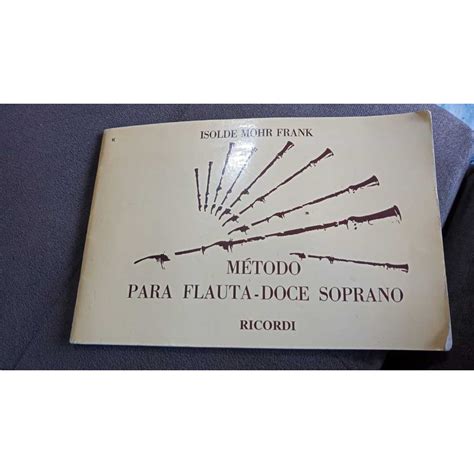 ISOLDE MOHR FRANK
MÉTODO
PARA FLAUTA-DOCE SOPRANO
RICORDI